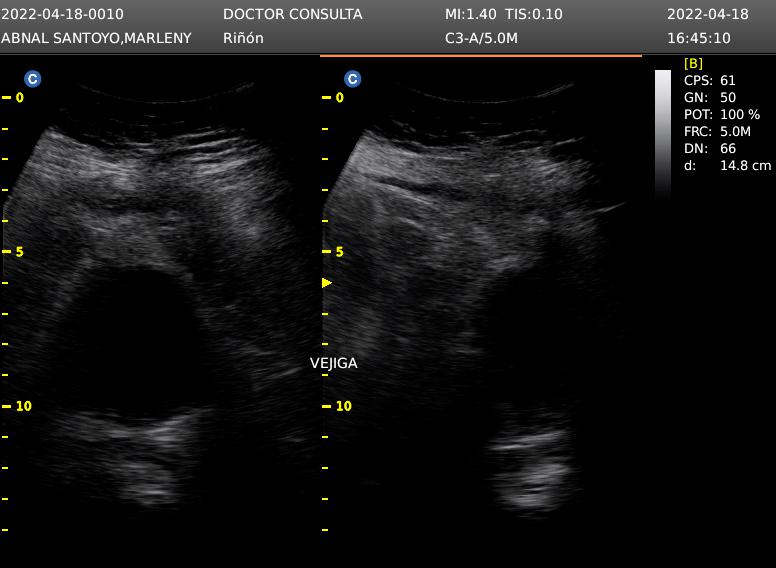 2022-04-18-0010 DOCTOR CONSULTA MI:1.40 TIS:0.10 2022-04-18
ABNAL SANTOYO,MARLENY Riñón C3-A/5.0M 16:45:10
C C [B]
0 0 CPS: 61
GN: 50
POT: 100 %
FRC: 5.0M
DN: 66
d: 14.8 cm
5 5
VEJIGA
10 10